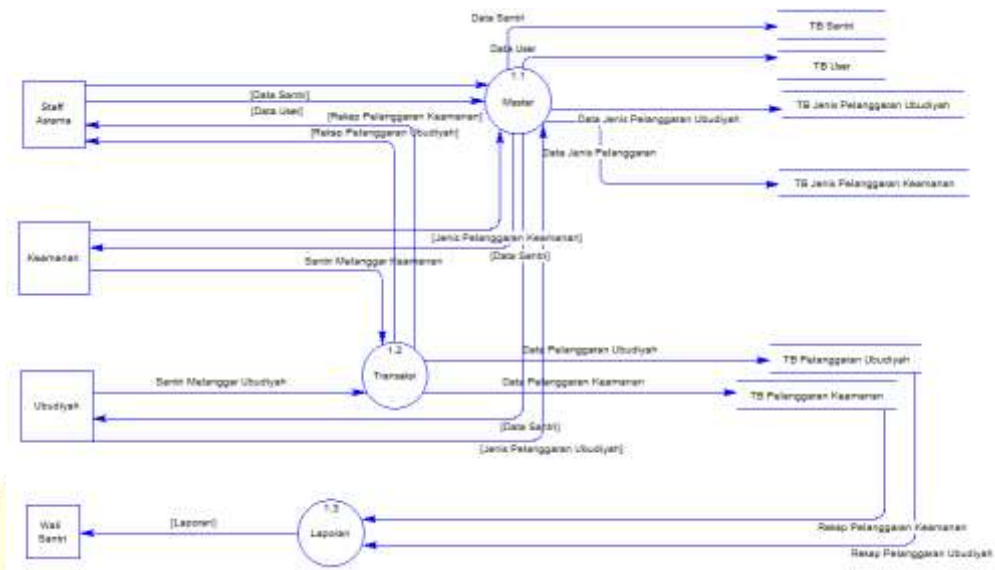 Data Santri
TB Santri
Data User
TB User
1.1
Master
Staff
Asrama
[Data Santri]
[Data User]
[Rekap Pelanggaran Keamanan]
[Rekap Pelanggaran Ubudiyah]
TB Jenis Pelanggaran Ubudiyah
Data Jenis Pelanggaran Ubudiyah
Data Jenis Pelanggaran
TB Jenis Pelanggaran Keamanan
Keamanan
[Jenis Pelanggaran Keamanan]
[Data Santri]
Santri Melanggar Keamanan
1.2
Transaksi
Data Pelanggaran Ubudiyah
TB Pelanggaran Ubudiyah
Ubudiyah
Santri Melanggar Ubudiyah
Data Pelanggaran Keamanan
TB Pelanggaran Keamanan
[Data Santri]
[Jenis Pelanggaran Ubudiyah]
Wali
Santri
[Laporan]
1.3
Laporan
Rekap Pelanggaran Keamanan
Rekap Pelanggaran Ubudiyah